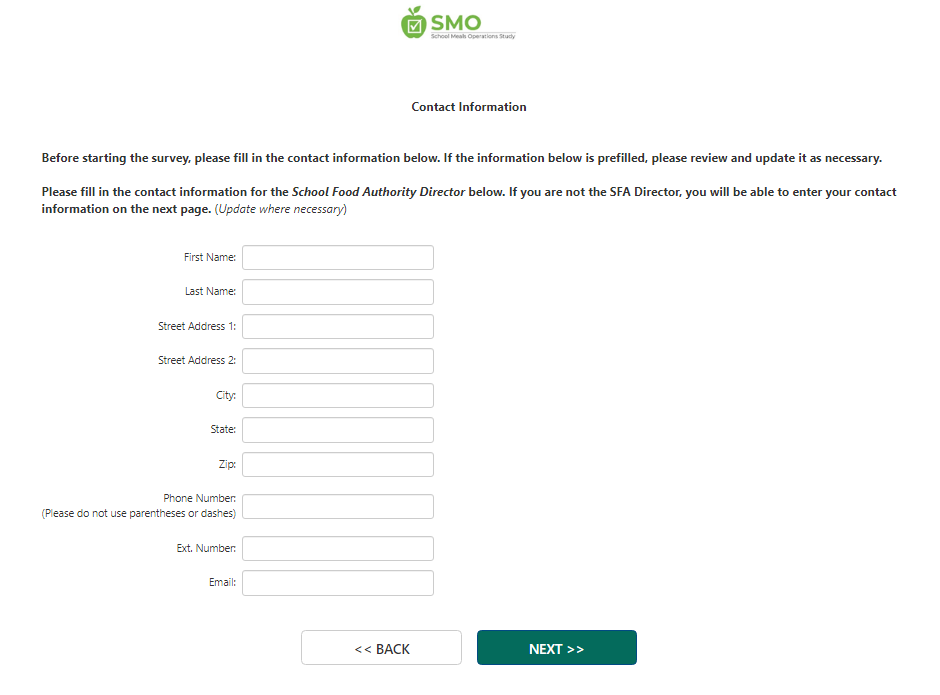 SMO
School Meals Operations Study
Contact Information
Before starting the survey, please fill in the contact information below. If the information below is prefilled, please review and update it as necessary.
Please fill in the contact information for the School Food Authority Director below. If you are not the SFA Director, you will be able to enter your contact
information on the next page. (Update where necessary)
First Name:
Last Name:
Street Address 1:
Street Address 2:
City:
State:
Zip:
Phone Number:
(Please do not use parentheses or dashes)
Ext. Number:
Email:
<< BACK
NEXT >>